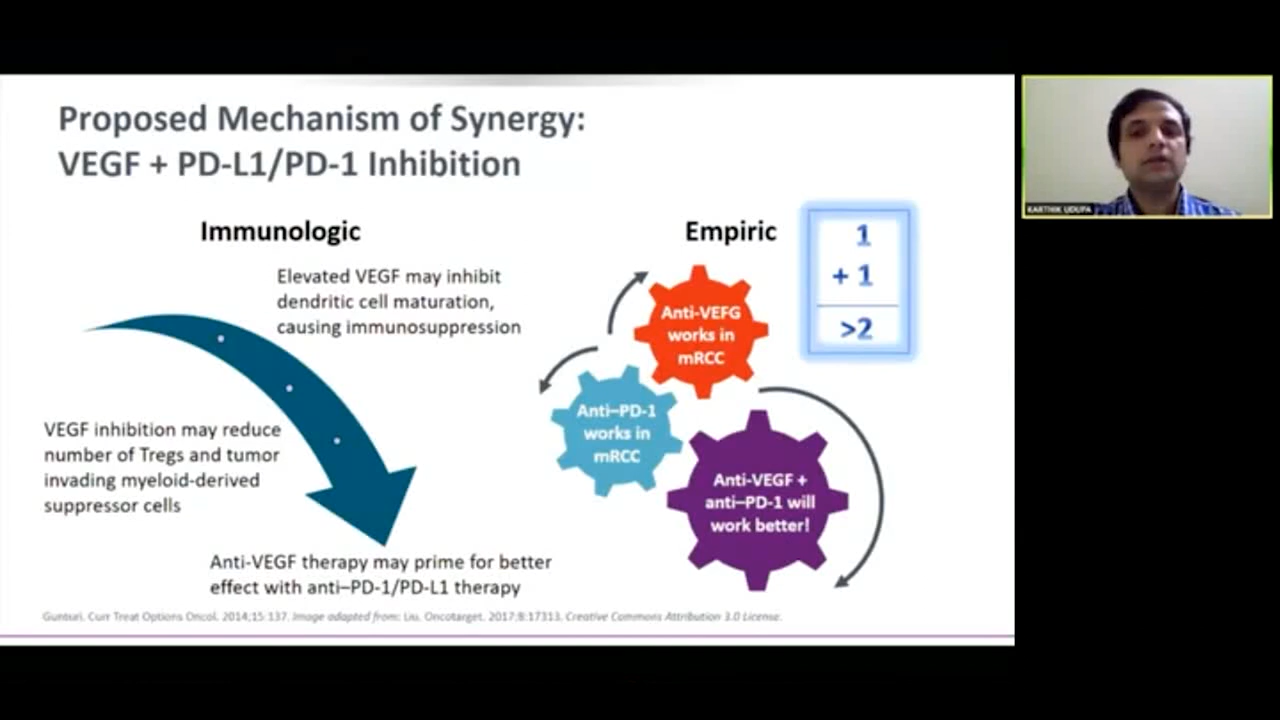 Proposed Mechanism of Synergy:
VEGF + PD-L1/PD-1 Inhibition
Immunologic
Elevated VEGF may inhibit
dendritic cell maturation,
causing immunosuppression
VEGF inhibition may reduce
number of Tregs and tumor
invading myeloid-derived
suppressor cells
Anti-VEGF therapy may prime for better
effect with anti–PD-1/PD-L1 therapy
Empiric
1
+ 1
>2
Anti-VEFG
works in
mRCC
Anti–PD-1
works in
mRCC
Anti-VEGF +
anti–PD-1 will
work better!
Gunturi. Curr Treat Options Oncol. 2014;15:137. Image adapted from: Liu. Oncotarget. 2017;8:17313. Creative Commons Attribution 3.0 License.
KARTHIK UDUPA